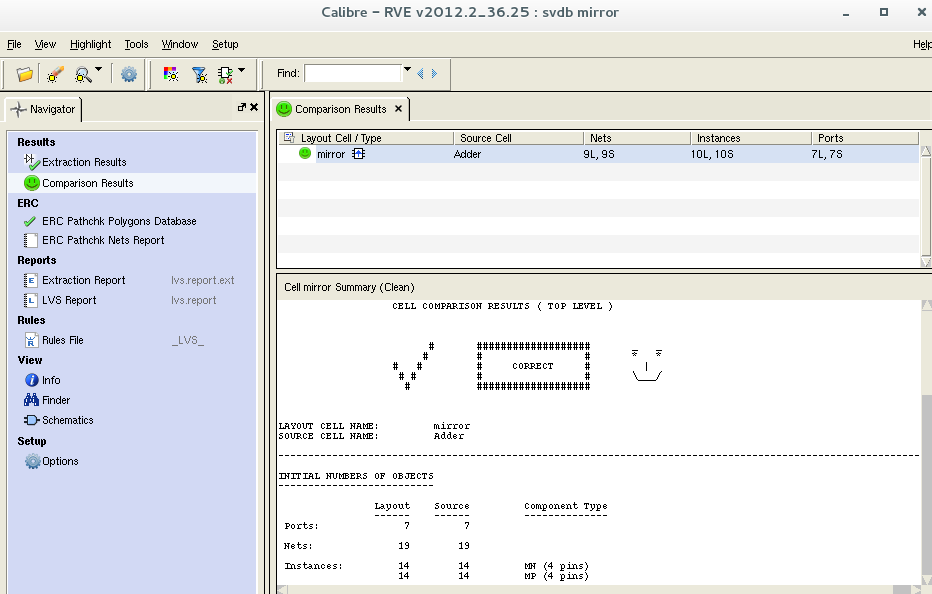 Calibre - RVE v2012.2_36.25 : svdb mirror
File View Highlight Tools Window Setup Help
Find:
Navigator
Results
Extraction Results
Comparison Results
ERC
ERC Pathchk Polygons Database
ERC Pathchk Nets Report
Reports
Extraction Report lvs.report.ext
LVS Report lvs.report
Rules
Rules File _LVS_
View
Info
Finder
Schematics
Setup
Options
Comparison Results
Layout Cell / Type Source Cell Nets Instances Ports
mirror Adder 9L, 9S 10L, 10S 7L, 7S
Cell mirror Summary (Clean)
CELL COMPARISON RESULTS ( TOP LEVEL )
# ###################
# # # * *
# # # CORRECT # |
# # # # \___/
# ###################
LAYOUT CELL NAME: mirror
SOURCE CELL NAME: Adder
INITIAL NUMBERS OF OBJECTS
Layout Source Component Type
Ports: 7 7
Nets: 19 19
Instances: 14 14 MN (4 pins)
14 14 MP (4 pins)